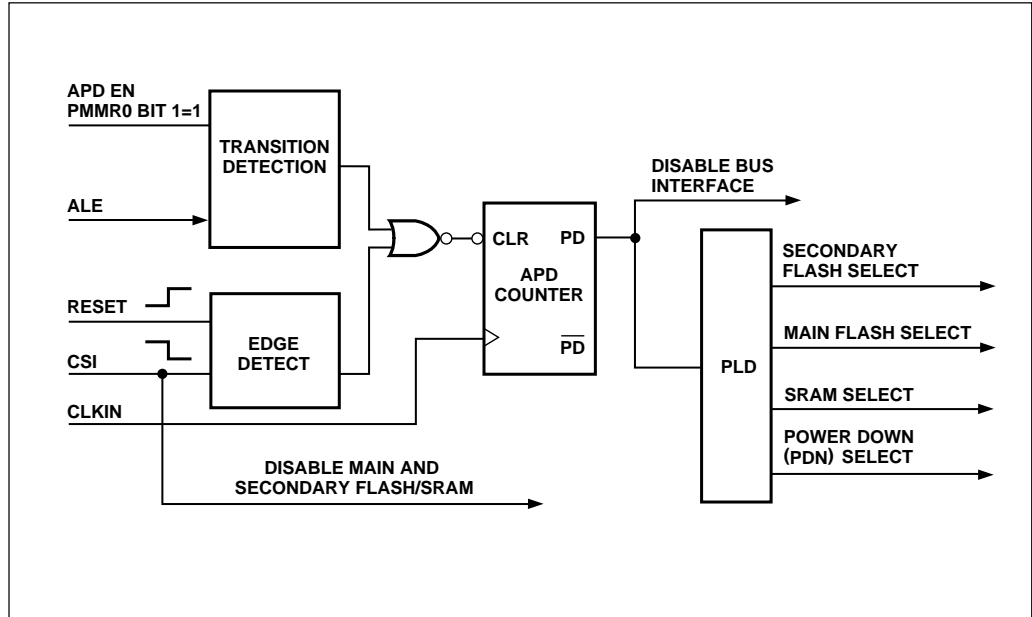 APD EN
PMMR0 BIT 1=1
TRANSITION
DETECTION
ALE
RESET
CSI
CLKIN
EDGE
DETECT
DISABLE MAIN AND
SECONDARY FLASH/SRAM
CLR
PD
APD
COUNTER
PD
DISABLE BUS
INTERFACE
PLD
SECONDARY
FLASH SELECT
MAIN FLASH SELECT
SRAM SELECT
POWER DOWN
(PDN) SELECT